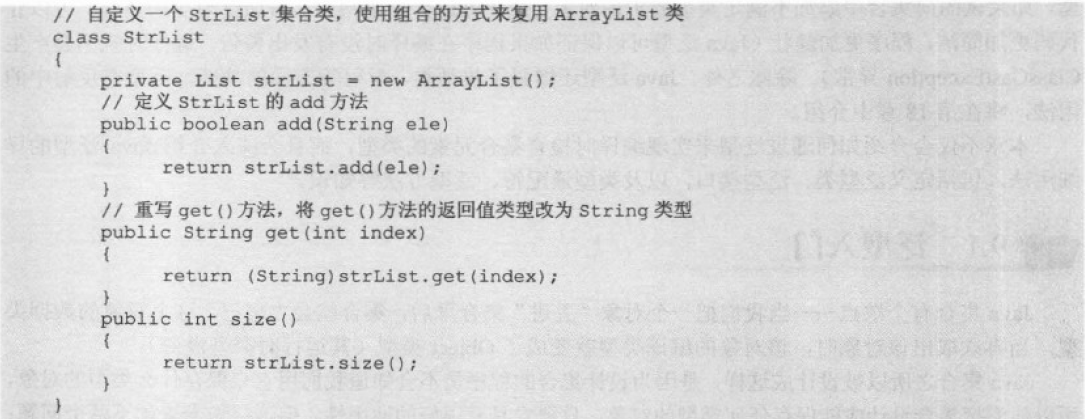 // 自定义一个 StrList 集合类，使用组合的方式来复用 ArrayList 类
class StrList
{
private List strList = new ArrayList();
// 定义 StrList 的 add 方法
public boolean add(String ele)
{
return strList.add(ele);
}
// 重写 get()方法，将 get()方法的返回值类型改为 String 类型
public String get(int index)
{
return (String)strList.get(index);
}
public int size()
{
return strList.size();
}
}